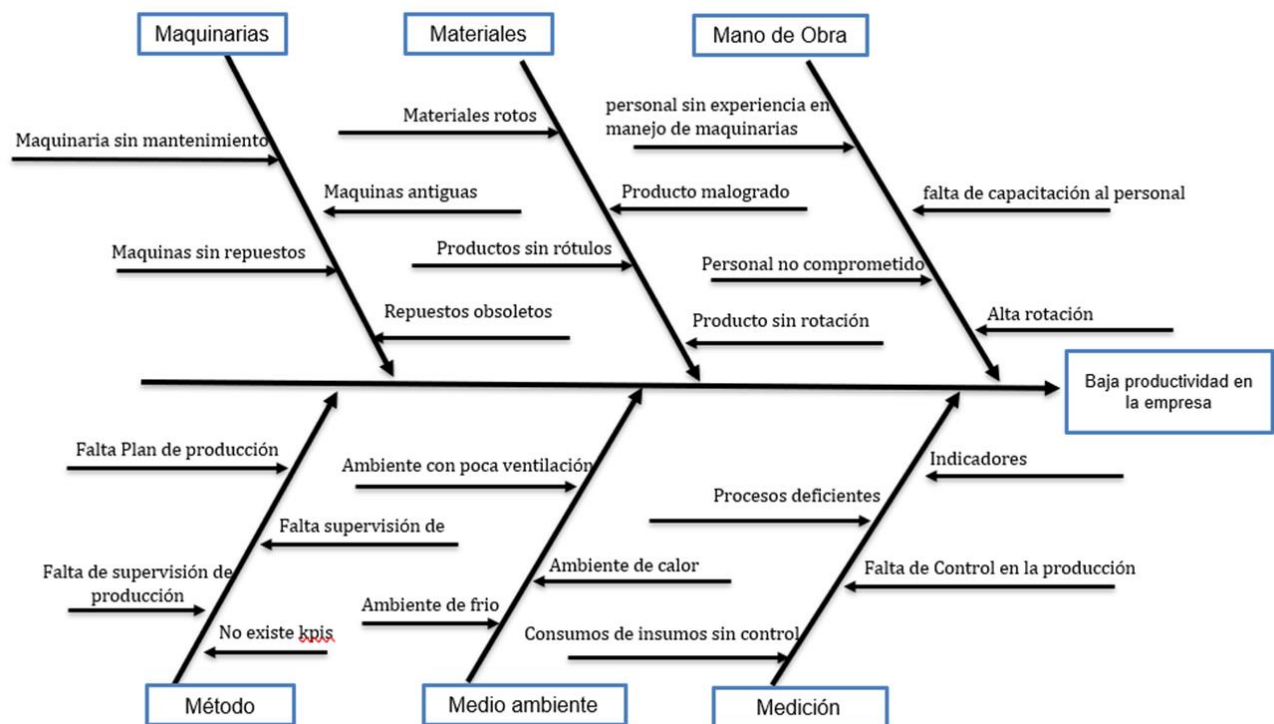 Maquinarias
Materiales
Mano de Obra
Maquinaria sin mantenimiento
Maquinas antiguas
Maquinas sin repuestos
Repuestos obsoletos
Materiales rotos
Producto malogrado
Productos sin rótulos
Producto sin rotación
personal sin experiencia en
manejo de maquinarias
falta de capacitación al personal
Personal no comprometido
Alta rotación
Baja productividad en
la empresa
Falta Plan de producción
Falta supervisión de
Falta de supervisión de
producción
No existe kpis
Ambiente con poca ventilación
Ambiente de calor
Ambiente de frio
Indicadores
Procesos deficientes
Falta de Control en la producción
Consumos de insumos sin control
Método
Medio ambiente
Medición